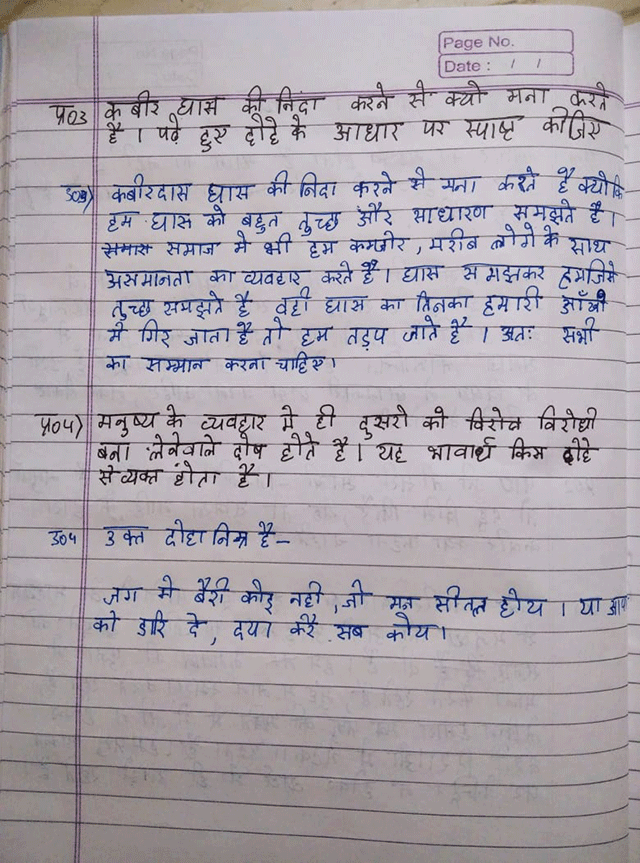 Page No.
Date : / /
प्र03 कबीर घास की निंदा करने से क्यो मना करते
है । पढे हुए दोहे के आधार पर स्पाष्ट कीजिए
उ03) कबीरदास घास की निदा करने से मना करते है क्योकि
हम घास को बहुत तुच्छ और साधारण समझते है ।
समाज मे भी हम कमजोर, गरीब लोगे के साथ
असमानता का व्यवहार करते है । घास समझकर हम जिसे
तुच्छ समझते है वही घास का तिनका हमारी आँखो
मे गिर जाता है तो हम तड़प जाते है । अतः सभी
का सम्मान करना चाहिए ।
प्र04) मनुष्य के व्यवहार मे ही दुसरो को विरोधी
बना लेनेवाले दोष होते है । यह भावार्थ किस दोहे
से व्यक्त होता है ।
उ04 उक्त दोहा निम्न है –
जग मे बैरी कोइ नही , जो मन सीतल होय । या आपा
को डारि दे , दया करै सब कोय ।